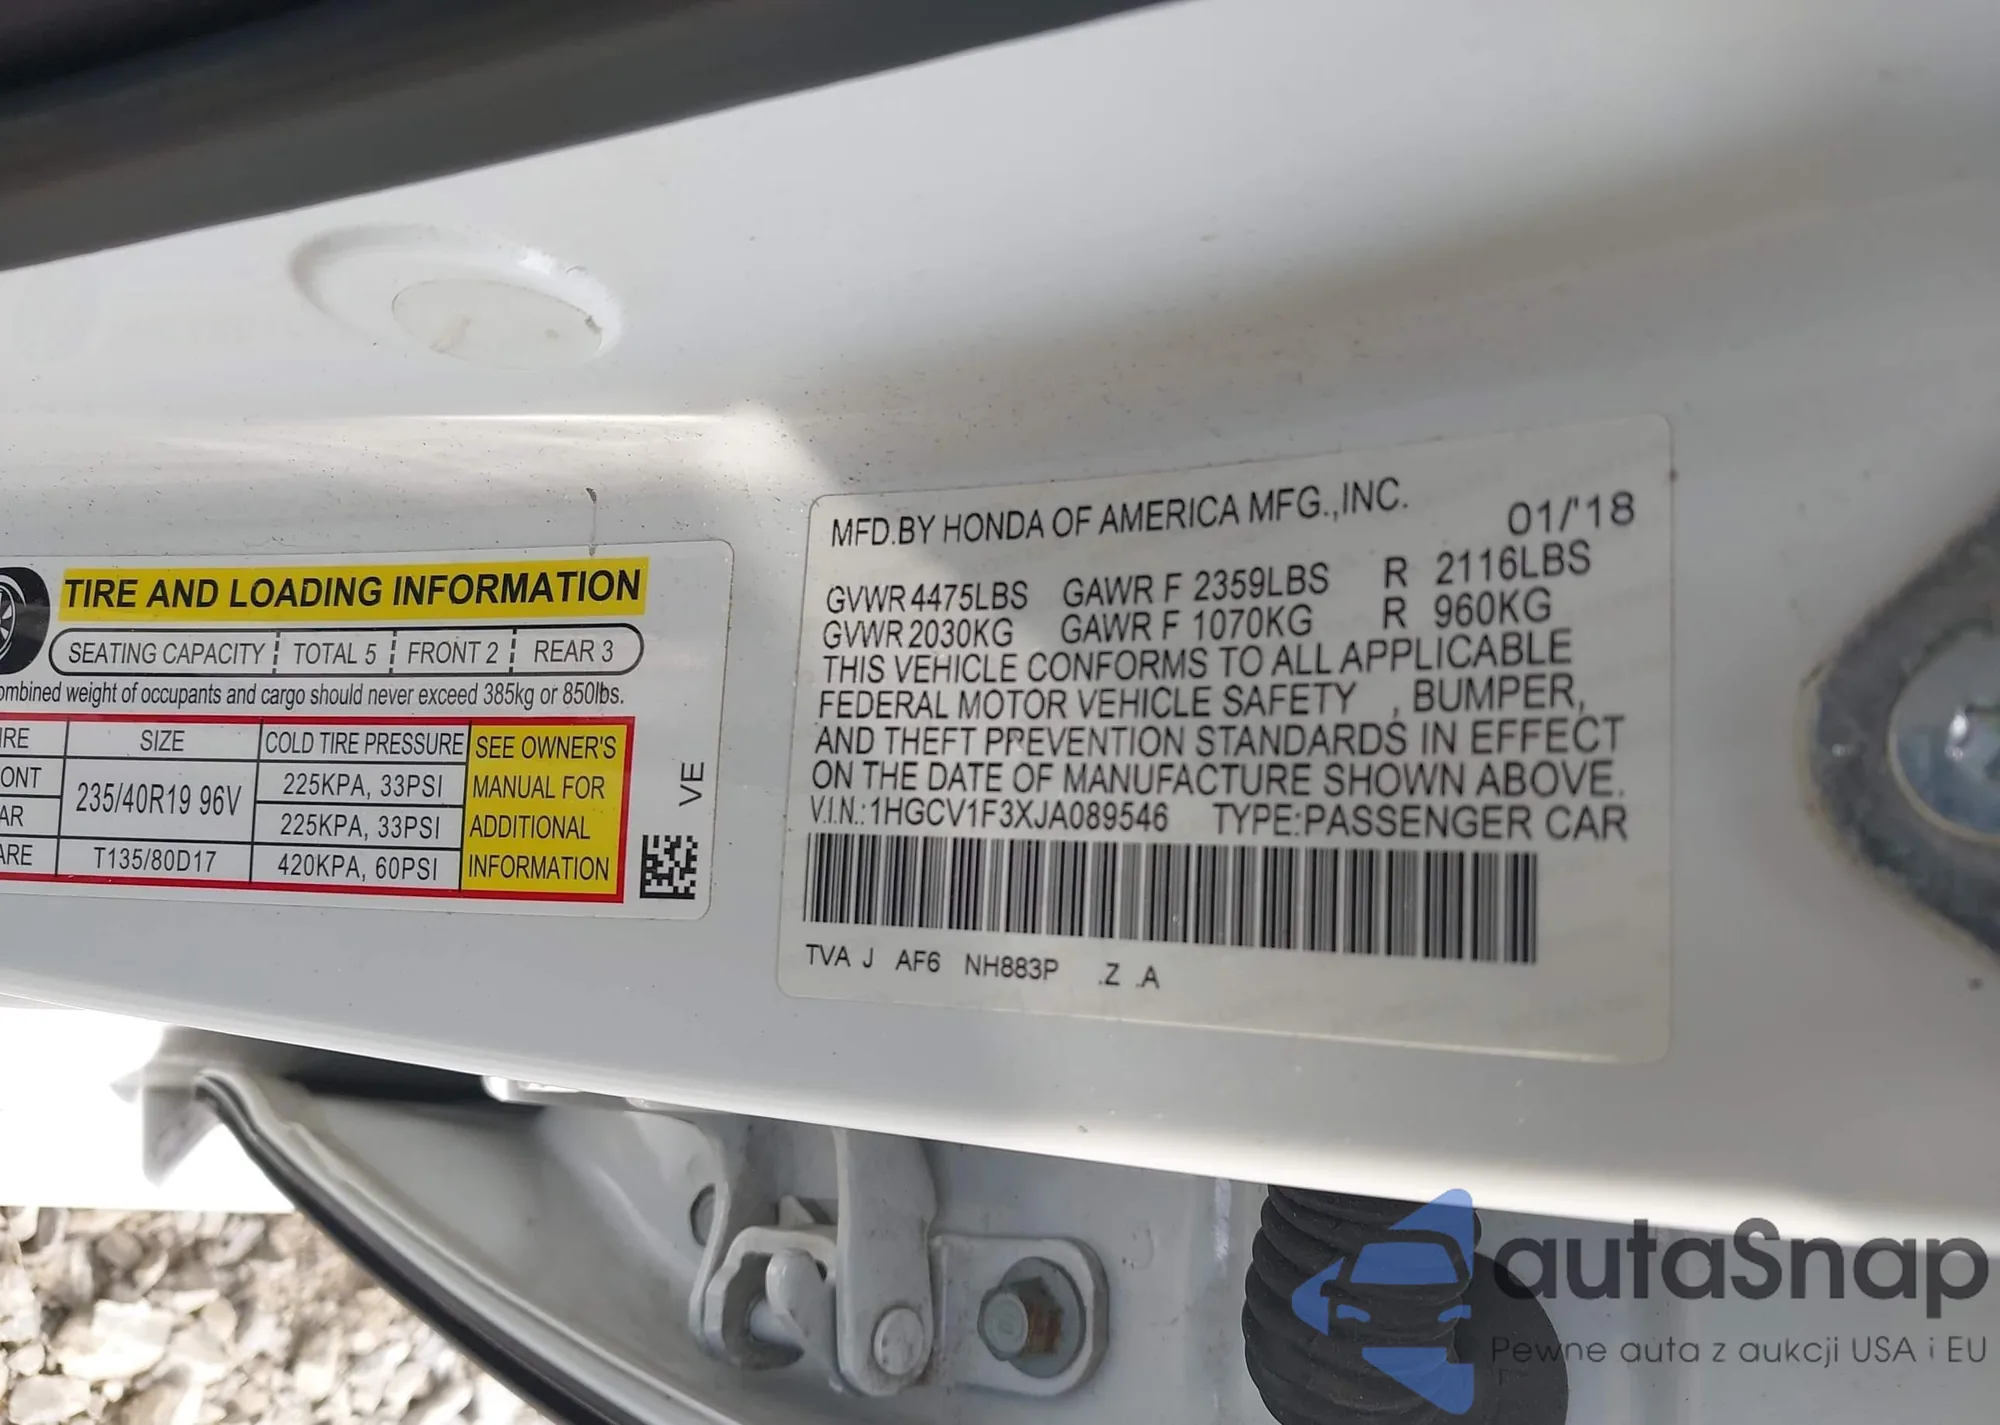 TIRE AND LOADING INFORMATION
SEATING CAPACITY TOTAL 5 FRONT 2 REAR 3
ombined weight of occupants and cargo should never exceed 385kg or 850lbs.
IRE SIZE COLD TIRE PRESSURE SEE OWNER'S
ONT 235/40R19 96V 225KPA, 33PSI MANUAL FOR
AR 225KPA, 33PSI ADDITIONAL
ARE T135/80D17 420KPA, 60PSI INFORMATION
VE
MFD.BY HONDA OF AMERICA MFG.,INC. 01/'18
GVWR 4475LBS GAWR F 2359LBS R 2116LBS
GVWR 2030KG GAWR F 1070KG R 960KG
THIS VEHICLE CONFORMS TO ALL APPLICABLE
FEDERAL MOTOR VEHICLE SAFETY , BUMPER,
AND THEFT PREVENTION STANDARDS IN EFFECT
ON THE DATE OF MANUFACTURE SHOWN ABOVE.
V.I.N.:1HGCV1F3XJA089546 TYPE:PASSENGER CAR
TVA J AF6 NH883P .Z .A
autaSnap
Pewne auta z aukcji USA i EU